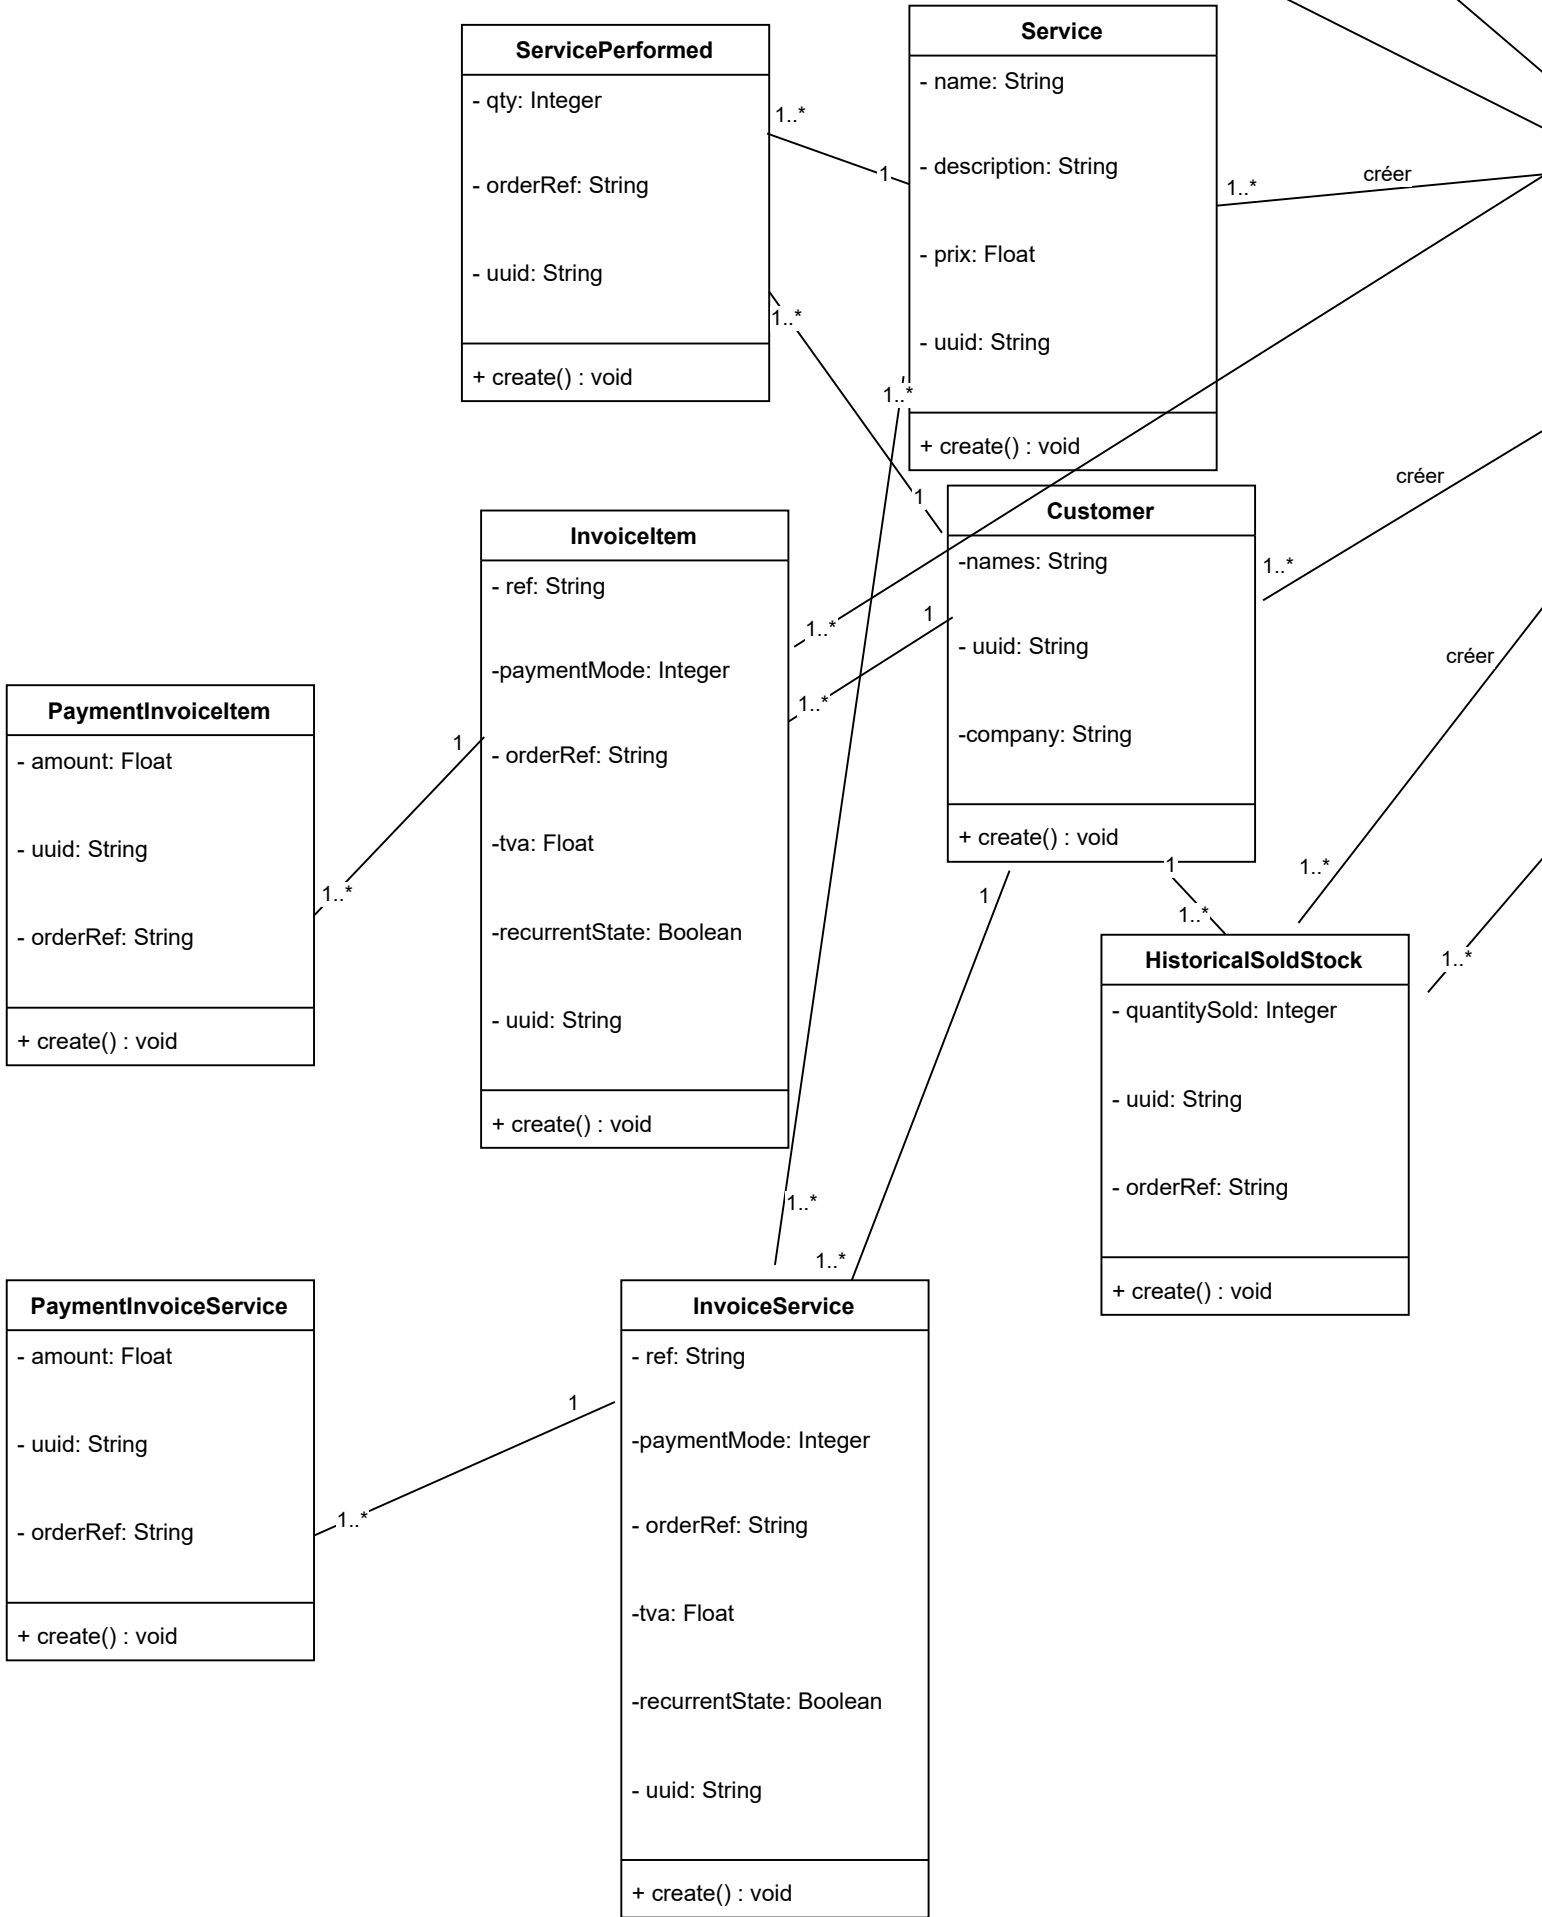 ServicePerformed
- qty: Integer
- orderRef: String
- uuid: String
+ create() : void
1..*
1
1..*
1
Service
- name: String
- description: String
- prix: Float
- uuid: String
+ create() : void
1..*
créer
1..*
InvoiceItem
- ref: String
-paymentMode: Integer
- orderRef: String
-tva: Float
-recurrentState: Boolean
- uuid: String
+ create() : void
1..*
1..*
1
Customer
-names: String
- uuid: String
-company: String
+ create() : void
1..*
créer
PaymentInvoiceItem
- amount: Float
- uuid: String
- orderRef: String
+ create() : void
1..*
1
1
1..*
1..*
créer
1..*
HistoricalSoldStock
- quantitySold: Integer
- uuid: String
- orderRef: String
+ create() : void
1
1..*
1..*
PaymentInvoiceService
- amount: Float
- uuid: String
- orderRef: String
+ create() : void
1..*
1
InvoiceService
- ref: String
-paymentMode: Integer
- orderRef: String
-tva: Float
-recurrentState: Boolean
- uuid: String
+ create() : void